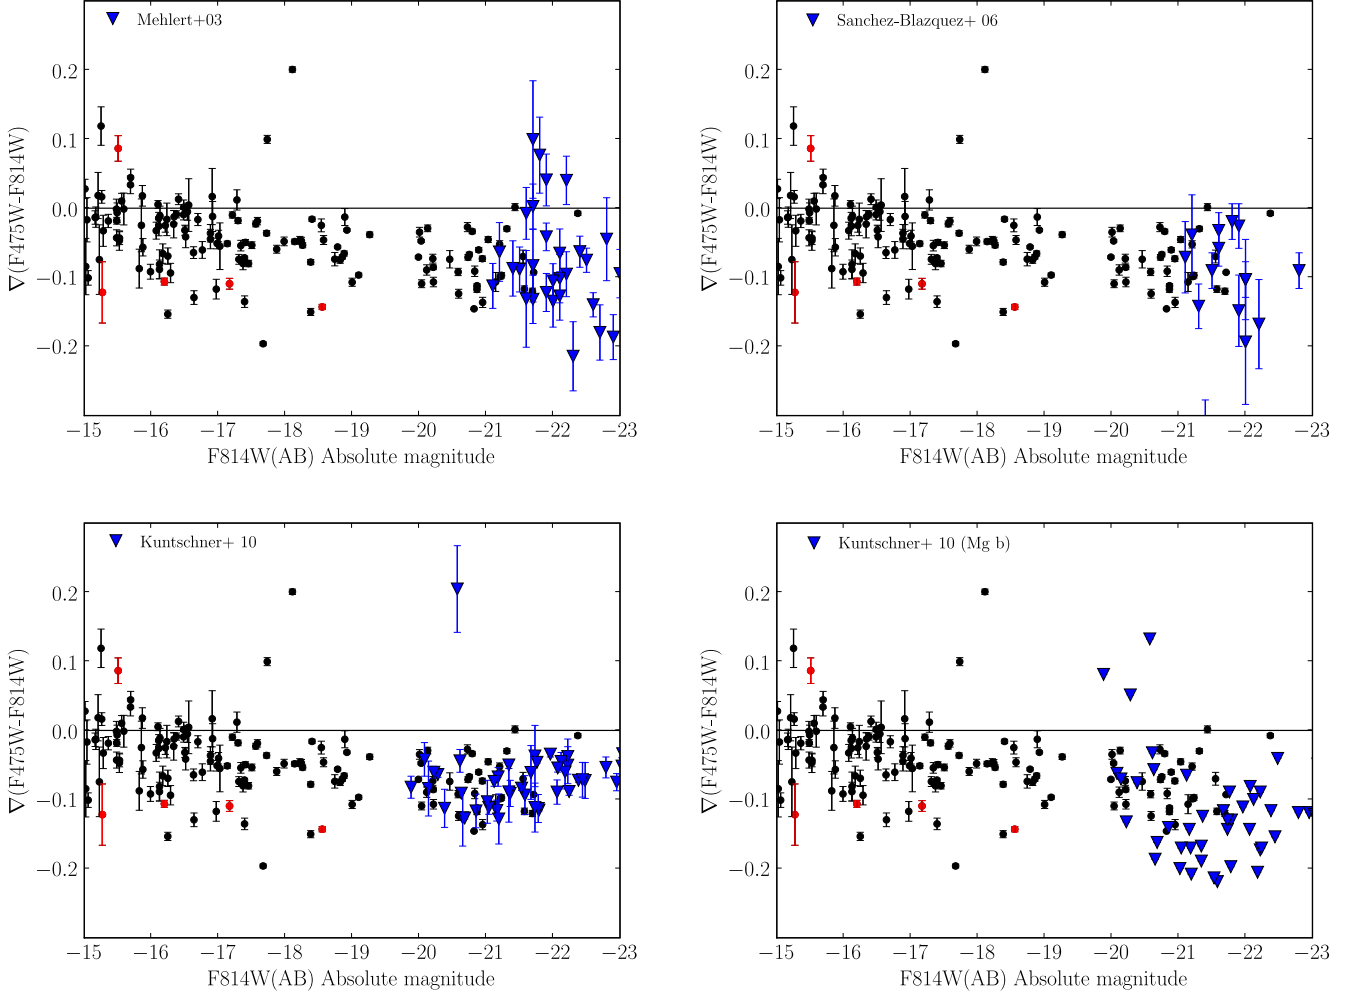 Mehlert+03
0.2
0.1
0.0
−0.1
−0.2
∇(F475W-F814W)
−15 −16 −17 −18 −19 −20 −21 −22 −23
F814W(AB) Absolute magnitude
Sanchez-Blazquez+ 06
0.2
0.1
0.0
−0.1
−0.2
∇(F475W-F814W)
−15 −16 −17 −18 −19 −20 −21 −22 −23
F814W(AB) Absolute magnitude
Kuntschner+ 10
0.2
0.1
0.0
−0.1
−0.2
∇(F475W-F814W)
−15 −16 −17 −18 −19 −20 −21 −22 −23
F814W(AB) Absolute magnitude
Kuntschner+ 10 (Mg b)
0.2
0.1
0.0
−0.1
−0.2
∇(F475W-F814W)
−15 −16 −17 −18 −19 −20 −21 −22 −23
F814W(AB) Absolute magnitude